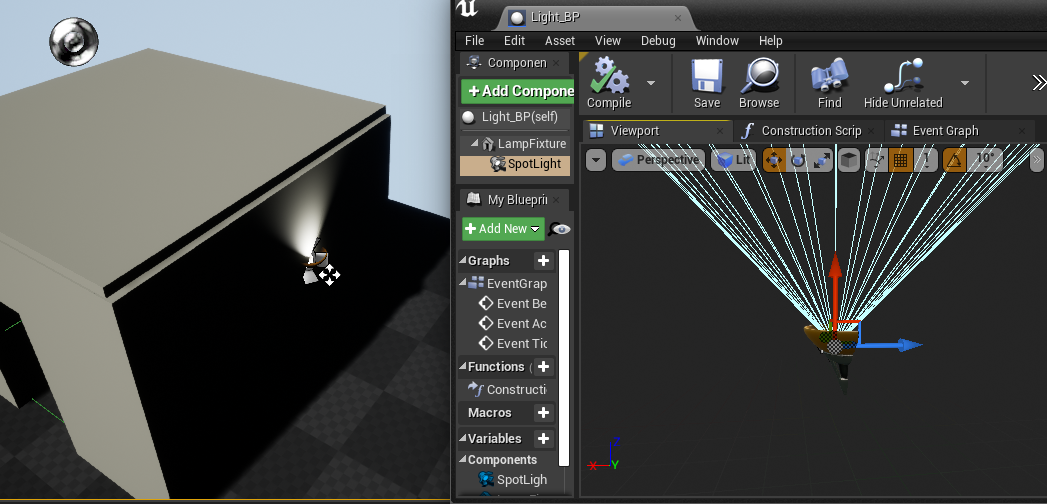 Light_BP
File Edit Asset View Debug Window Help
Componen
+Add Compone
Light_BP(self)
LampFixture
SpotLight
My Blueprin
+Add New
Graphs
EventGrap
Event Be
Event Ac
Event Tic
Functions (
Constructi
Macros
Variables
Components
SpotLigh
Compile Save Browse Find Hide Unrelated
Viewport Construction Scrip Event Graph
Perspective Lit 1 10°
X Y Z